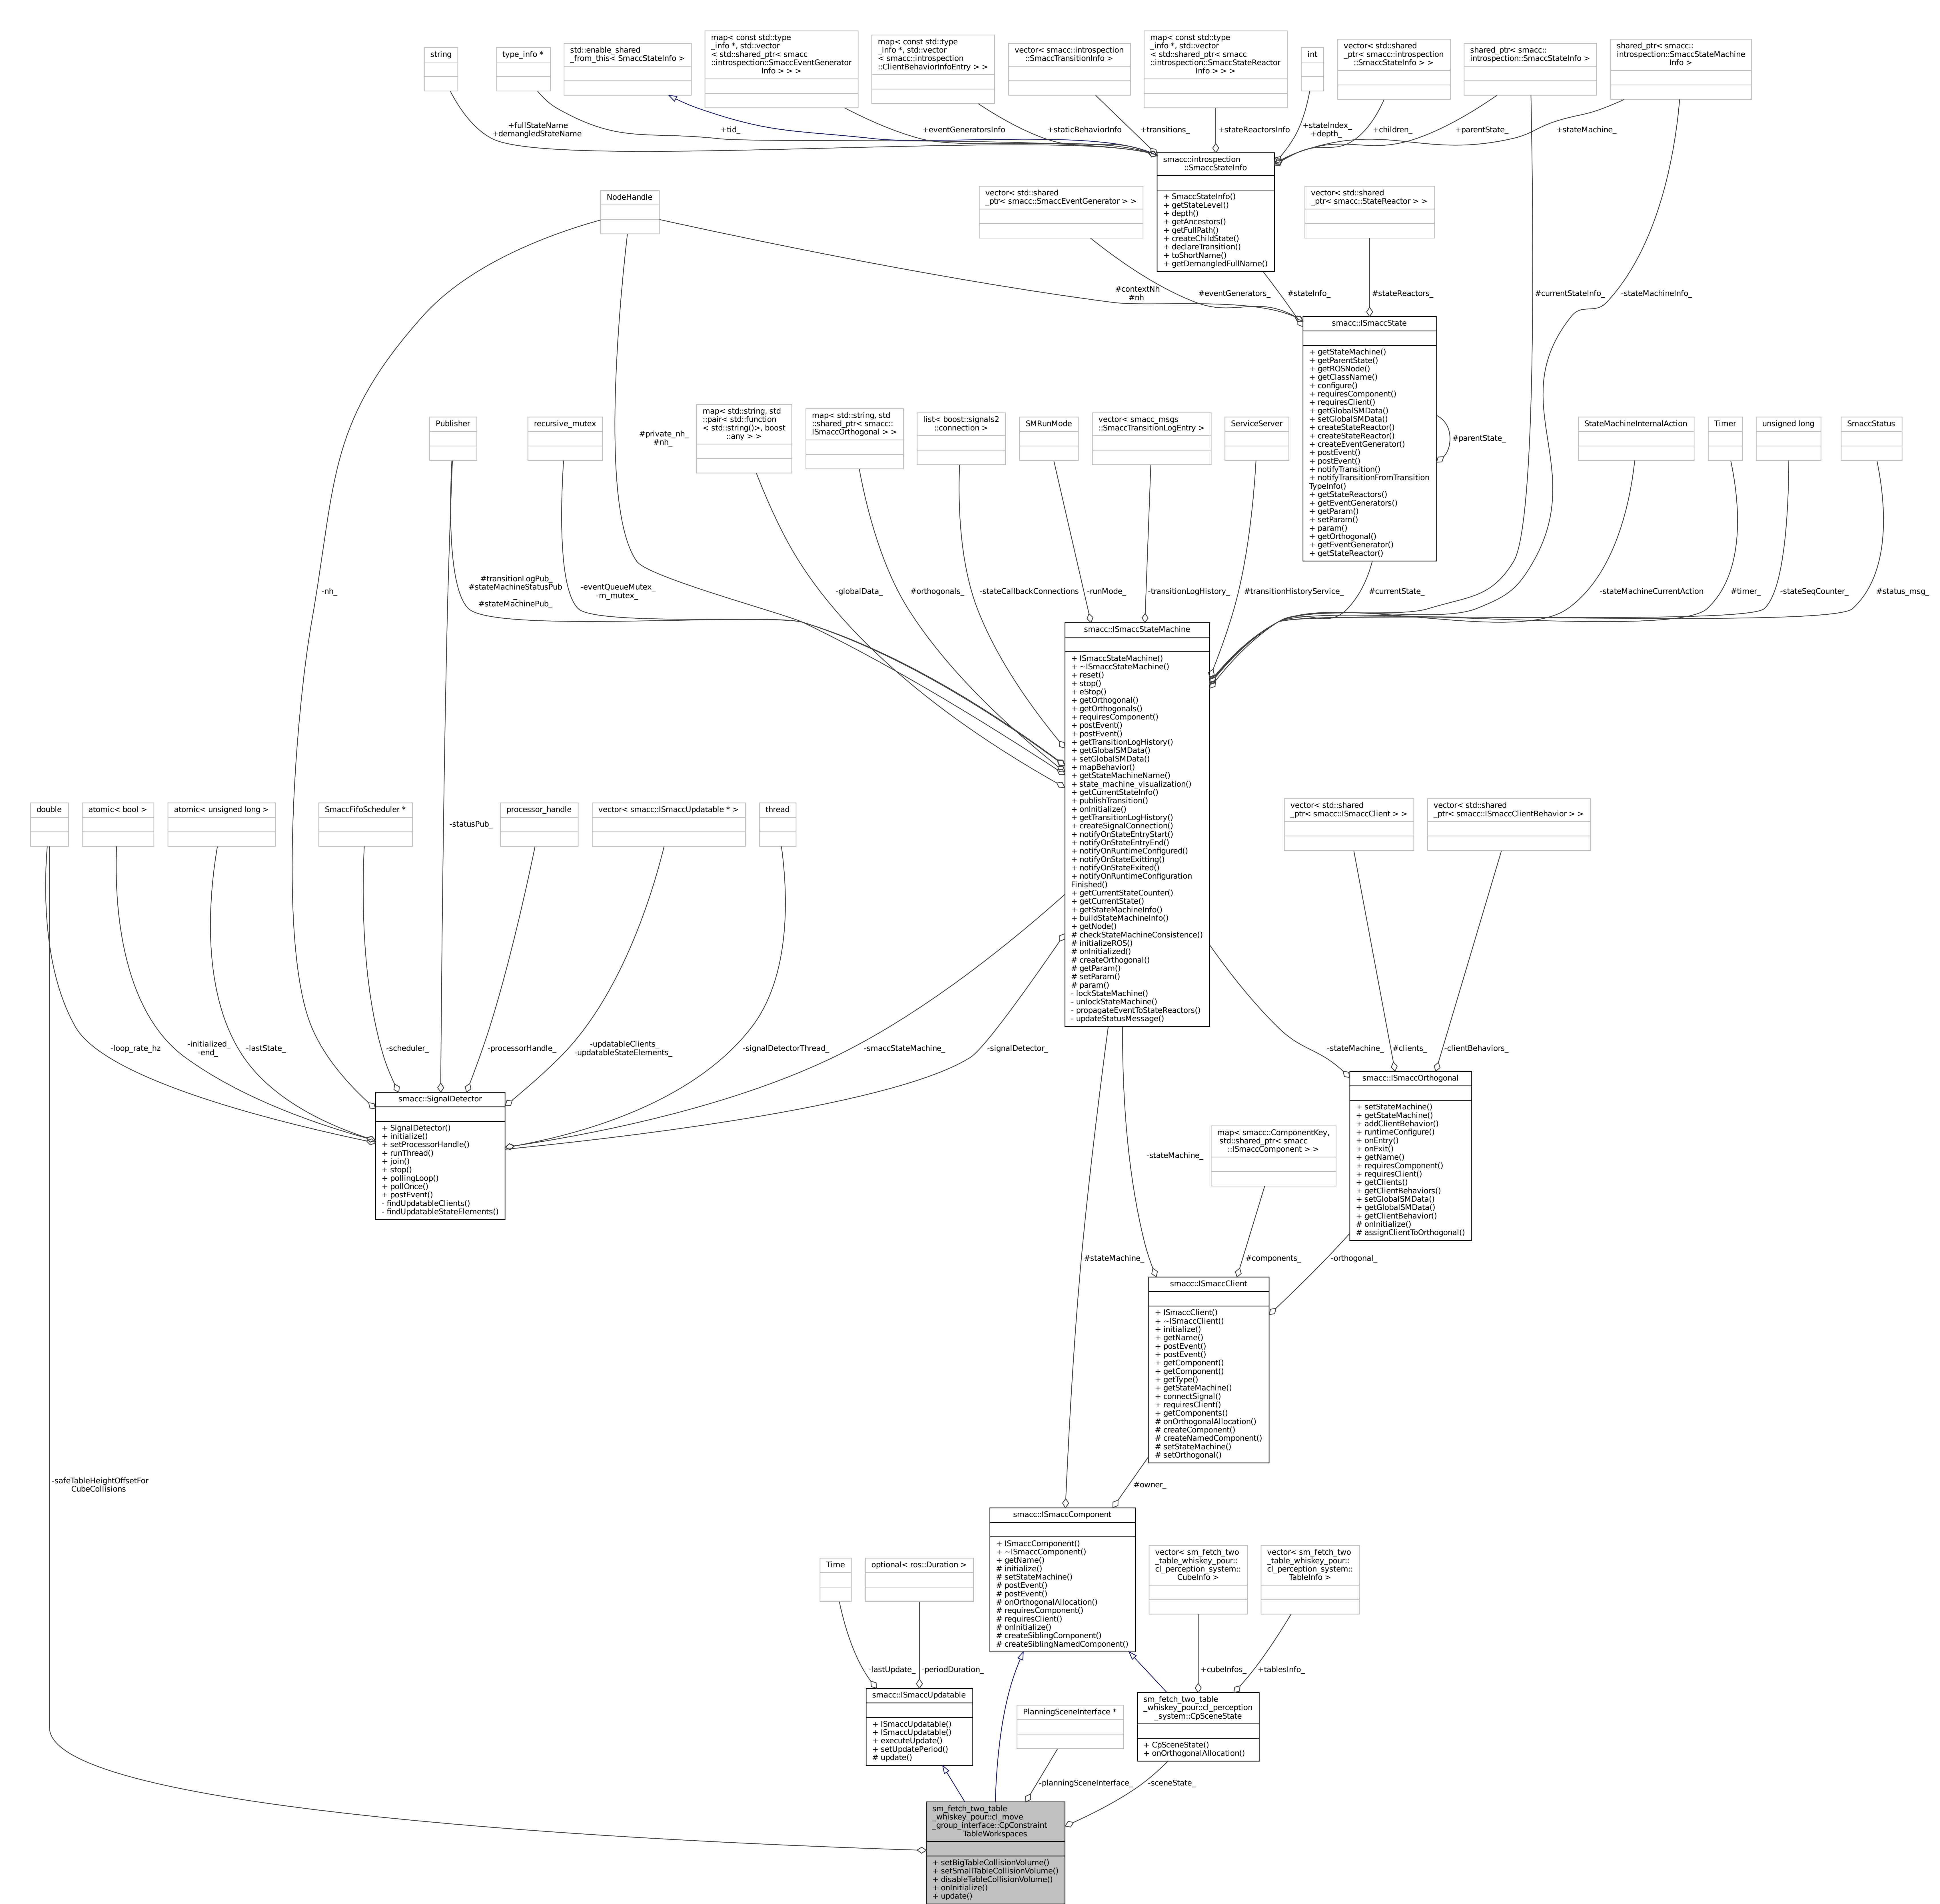 string
type_info *
std::enable_shared
_from_this< SmaccStateInfo >
map< const std::type
_info *, std::vector
< std::shared_ptr< smacc
::introspection::SmaccEventGenerator
Info > > >
map< const std::type
_info *, std::vector
< smacc::introspection
::ClientBehaviorInfoEntry > >
vector< smacc::introspection
::SmaccTransitionInfo >
map< const std::type
_info *, std::vector
< std::shared_ptr< smacc
::introspection::SmaccStateReactor
Info > > >
int
vector< std::shared
_ptr< smacc::introspection
::SmaccStateInfo > >
shared_ptr< smacc::
introspection::SmaccStateInfo >
shared_ptr< smacc::
introspection::SmaccStateMachine
Info >
+fullStateName
+demangledStateName
+tid_
+eventGeneratorsInfo
+staticBehaviorInfo
+transitions_
+stateReactorsInfo
+stateIndex_
+depth_
+children_
+parentState_
+stateMachine_
smacc::introspection
::SmaccStateInfo
+ SmaccStateInfo()
+ getStateLevel()
+ depth()
+ getAncestors()
+ getFullPath()
+ createChildState()
+ declareTransition()
+ toShortName()
+ getDemangledFullName()
NodeHandle
vector< std::shared
_ptr< smacc::SmaccEventGenerator > >
vector< std::shared
_ptr< smacc::StateReactor > >
#contextNh
#nh
#eventGenerators_
#stateInfo_
#stateReactors_
#currentStateInfo_
-stateMachineInfo_
smacc::ISmaccState
+ getStateMachine()
+ getParentState()
+ getROSNode()
+ getClassName()
+ configure()
+ requiresComponent()
+ requiresClient()
+ getGlobalSMData()
+ setGlobalSMData()
+ createStateReactor()
+ createStateReactor()
+ createEventGenerator()
+ postEvent()
+ postEvent()
+ notifyTransition()
+ notifyTransitionFromTransition
TypeInfo()
+ getStateReactors()
+ getEventGenerators()
+ getParam()
+ setParam()
+ param()
+ getOrthogonal()
+ getEventGenerator()
+ getStateReactor()
#parentState_
Publisher
recursive_mutex
#private_nh_
#nh_
map< std::string, std
::pair< std::function
< std::string()>, boost
::any > >
map< std::string, std
::shared_ptr< smacc::
ISmaccOrthogonal > >
list< boost::signals2
::connection >
SMRunMode
vector< smacc_msgs
::SmaccTransitionLogEntry >
ServiceServer
StateMachineInternalAction
Timer
unsigned long
SmaccStatus
-nh_
#transitionLogPub_
#stateMachineStatusPub
_
#stateMachinePub_
-eventQueueMutex_
-m_mutex_
-globalData_
#orthogonals_
-stateCallbackConnections
-runMode_
-transitionLogHistory_
#transitionHistoryService_
#currentState_
-stateMachineCurrentAction
#timer_
-stateSeqCounter_
#status_msg_
smacc::ISmaccStateMachine
+ ISmaccStateMachine()
+ ~ISmaccStateMachine()
+ reset()
+ stop()
+ eStop()
+ getOrthogonal()
+ getOrthogonals()
+ requiresComponent()
+ postEvent()
+ postEvent()
+ getTransitionLogHistory()
+ getGlobalSMData()
+ setGlobalSMData()
+ mapBehavior()
+ getStateMachineName()
+ state_machine_visualization()
+ getCurrentStateInfo()
+ publishTransition()
+ onInitialize()
+ getTransitionLogHistory()
+ createSignalConnection()
+ notifyOnStateEntryStart()
+ notifyOnStateEntryEnd()
+ notifyOnRuntimeConfigured()
+ notifyOnStateExitting()
+ notifyOnStateExited()
+ notifyOnRuntimeConfiguration
Finished()
+ getCurrentStateCounter()
+ getCurrentState()
+ getStateMachineInfo()
+ buildStateMachineInfo()
+ getNode()
# checkStateMachineConsistence()
# initializeROS()
# onInitialized()
# createOrthogonal()
# getParam()
# setParam()
# param()
- lockStateMachine()
- unlockStateMachine()
- propagateEventToStateReactors()
- updateStatusMessage()
double
atomic< bool >
atomic< unsigned long >
SmaccFifoScheduler *
-statusPub_
processor_handle
vector< smacc::ISmaccUpdatable * >
thread
vector< std::shared
_ptr< smacc::ISmaccClient > >
vector< std::shared
_ptr< smacc::ISmaccClientBehavior > >
-loop_rate_hz
-initialized_
-end_
-lastState_
-scheduler_
-processorHandle_
-updatableClients_
-updatableStateElements_
-signalDetectorThread_
-smaccStateMachine_
-signalDetector_
-stateMachine_
#clients_
-clientBehaviors_
smacc::SignalDetector
+ SignalDetector()
+ initialize()
+ setProcessorHandle()
+ runThread()
+ join()
+ stop()
+ pollingLoop()
+ pollOnce()
+ postEvent()
- findUpdatableClients()
- findUpdatableStateElements()
smacc::ISmaccOrthogonal
+ setStateMachine()
+ getStateMachine()
+ addClientBehavior()
+ runtimeConfigure()
+ onEntry()
+ onExit()
+ getName()
+ requiresComponent()
+ requiresClient()
+ getClients()
+ getClientBehaviors()
+ setGlobalSMData()
+ getGlobalSMData()
+ getClientBehavior()
# onInitialize()
# assignClientToOrthogonal()
map< smacc::ComponentKey,
std::shared_ptr< smacc
::ISmaccComponent > >
-stateMachine_
#stateMachine_
#components_
-orthogonal_
smacc::ISmaccClient
+ ISmaccClient()
+ ~ISmaccClient()
+ initialize()
+ getName()
+ postEvent()
+ postEvent()
+ getComponent()
+ getComponent()
+ getType()
+ getStateMachine()
+ connectSignal()
+ requiresClient()
+ getComponents()
# onOrthogonalAllocation()
# createComponent()
# createNamedComponent()
# setStateMachine()
# setOrthogonal()
-safeTableHeightOffsetFor
CubeCollisions
#owner_
smacc::ISmaccComponent
+ ISmaccComponent()
+ ~ISmaccComponent()
+ getName()
# initialize()
# setStateMachine()
# postEvent()
# postEvent()
# onOrthogonalAllocation()
# requiresComponent()
# requiresClient()
# onInitialize()
# createSiblingComponent()
# createSiblingNamedComponent()
Time
optional< ros::Duration >
vector< sm_fetch_two
_table_whiskey_pour::
cl_perception_system::
CubeInfo >
vector< sm_fetch_two
_table_whiskey_pour::
cl_perception_system::
TableInfo >
-lastUpdate_
-periodDuration_
+cubeInfos_
+tablesInfo_
smacc::ISmaccUpdatable
+ ISmaccUpdatable()
+ ISmaccUpdatable()
+ executeUpdate()
+ setUpdatePeriod()
# update()
PlanningSceneInterface *
sm_fetch_two_table
_whiskey_pour::cl_perception
_system::CpSceneState
+ CpSceneState()
+ onOrthogonalAllocation()
-planningSceneInterface_
-sceneState_
sm_fetch_two_table
_whiskey_pour::cl_move
_group_interface::CpConstraint
TableWorkspaces
+ setBigTableCollisionVolume()
+ setSmallTableCollisionVolume()
+ disableTableCollisionVolume()
+ onInitialize()
+ update()